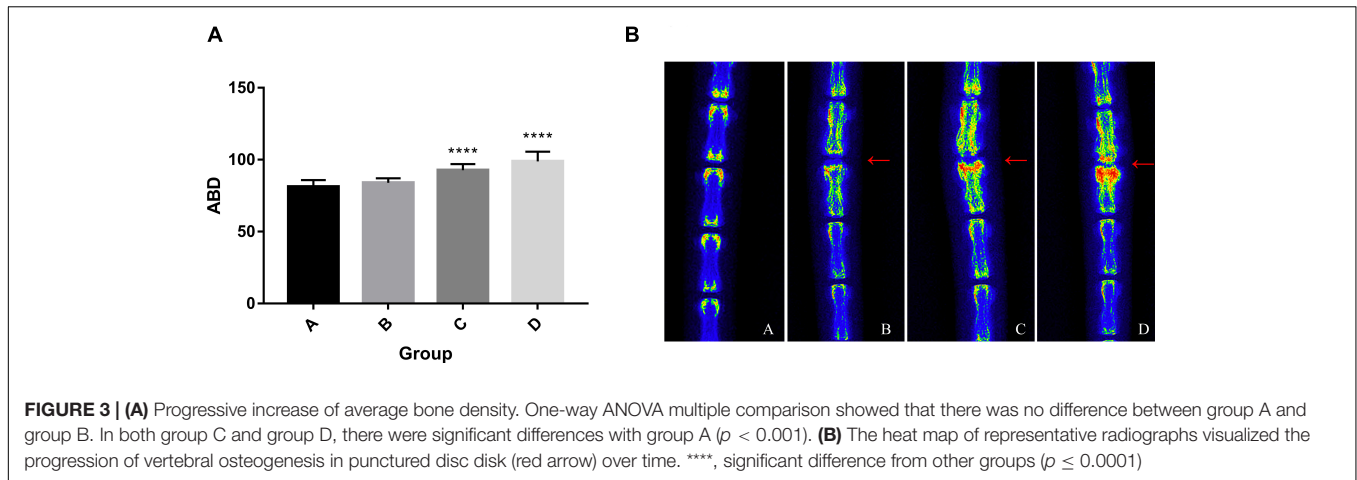 A
B
150
100
50
0
ABD
****
****
A
B
C
D
Group
←
←
←
A
B
C
D
FIGURE 3 | (A) Progressive increase of average bone density. One-way ANOVA multiple comparison showed that there was no difference between group A and
group B. In both group C and group D, there were significant differences with group A (p < 0.001). (B) The heat map of representative radiographs visualized the
progression of vertebral osteogenesis in punctured disc disk (red arrow) over time. ****, significant difference from other groups (p ≤ 0.0001)